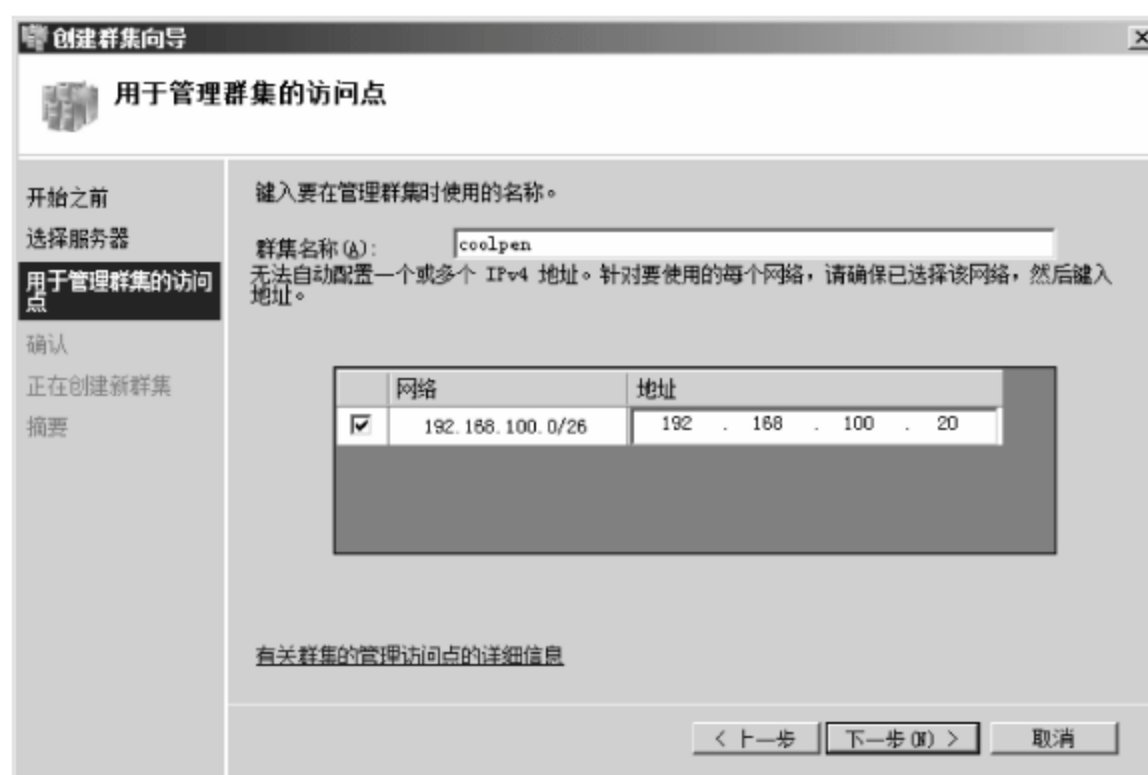 创建群集向导
用于管理群集的访问点
开始之前
选择服务器
用于管理群集的访问
点
确认
正在创建新群集
摘要
键入要在管理群集时使用的名称。
群集名称(A):
coolpen
无法自动配置一个或多个 IPv4 地址。针对要使用的每个网络，请确保已选择该网络，然后键入
地址。
网络 地址
192.168.100.0/26 192 . 168 . 100 . 20
有关群集的管理访问点的详细信息
< 上一步 下一步(N) > 取消